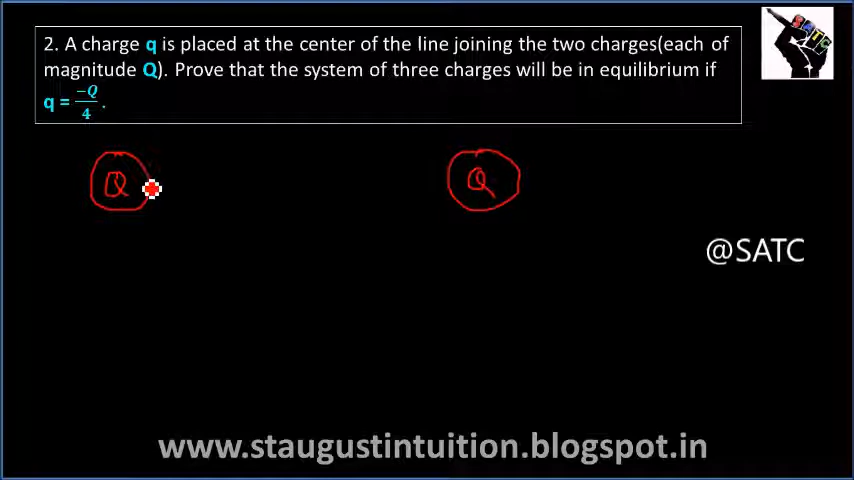 2. A charge q is placed at the center of the line joining the two charges(each of
magnitude Q). Prove that the system of three charges will be in equilibrium if
q = −Q/4 .
Q Q
@SATC
www.staugustintuition.blogspot.in